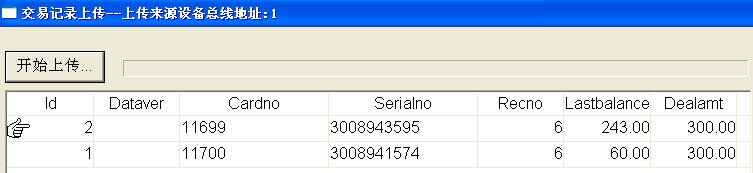 交易记录上传--上传来源设备总线地址:1
开始上传...
Id Dataver Cardno Serialno Recno Lastbalance Dealamt
2 11699 3008943595 6 243.00 300.00
1 11700 3008941574 6 60.00 300.00